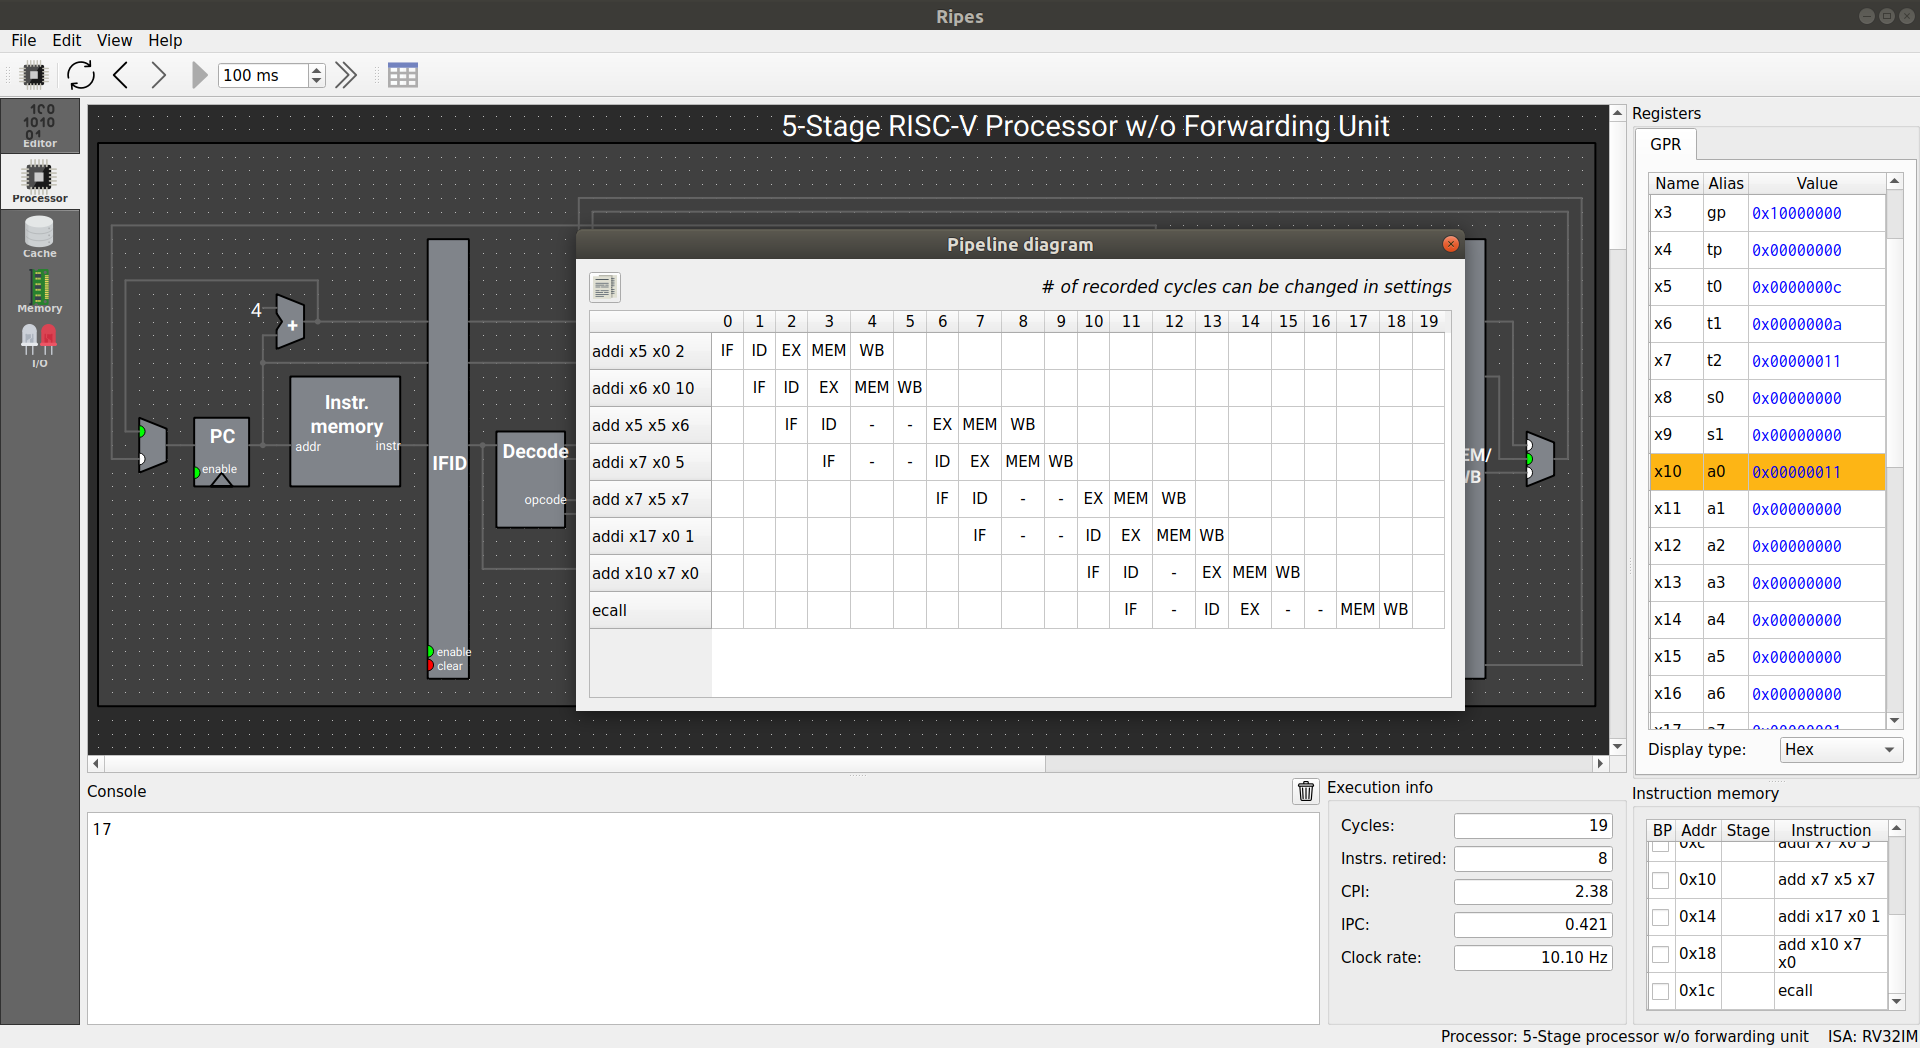 Ripes
File Edit View Help
100 ms
100
1010
01
Editor
Processor
Cache
Memory
I/O
5-Stage RISC-V Processor w/o Forwarding Unit
4
+
PC
enable
Instr.
memory
addr instr
IFID
enable
clear
Decode
opcode
Pipeline diagram
# of recorded cycles can be changed in settings
0 1 2 3 4 5 6 7 8 9 10 11 12 13 14 15 16 17 18 19
addi x5 x0 2 IF ID EX MEM WB
addi x6 x0 10 IF ID EX MEM WB
add x5 x5 x6 IF ID - - EX MEM WB
addi x7 x0 5 IF - - ID EX MEM WB
add x7 x5 x7 IF ID - - EX MEM WB
addi x17 x0 1 IF - - ID EX MEM WB
add x10 x7 x0 IF ID - EX MEM WB
ecall IF - ID EX - - MEM WB
EM/
WB
Registers
GPR
Name Alias Value
x3 gp 0x10000000
x4 tp 0x00000000
x5 t0 0x0000000c
x6 t1 0x0000000a
x7 t2 0x00000011
x8 s0 0x00000000
x9 s1 0x00000000
x10 a0 0x00000011
x11 a1 0x00000000
x12 a2 0x00000000
x13 a3 0x00000000
x14 a4 0x00000000
x15 a5 0x00000000
x16 a6 0x00000000
x17 a7 0x00000001
Display type: Hex
Console
17
Execution info
Cycles: 19
Instrs. retired: 8
CPI: 2.38
IPC: 0.421
Clock rate: 10.10 Hz
Instruction memory
BP Addr Stage Instruction
0xc addi x7 x0 5
0x10 add x7 x5 x7
0x14 addi x17 x0 1
0x18 add x10 x7
x0
0x1c ecall
Processor: 5-Stage processor w/o forwarding unit ISA: RV32IM